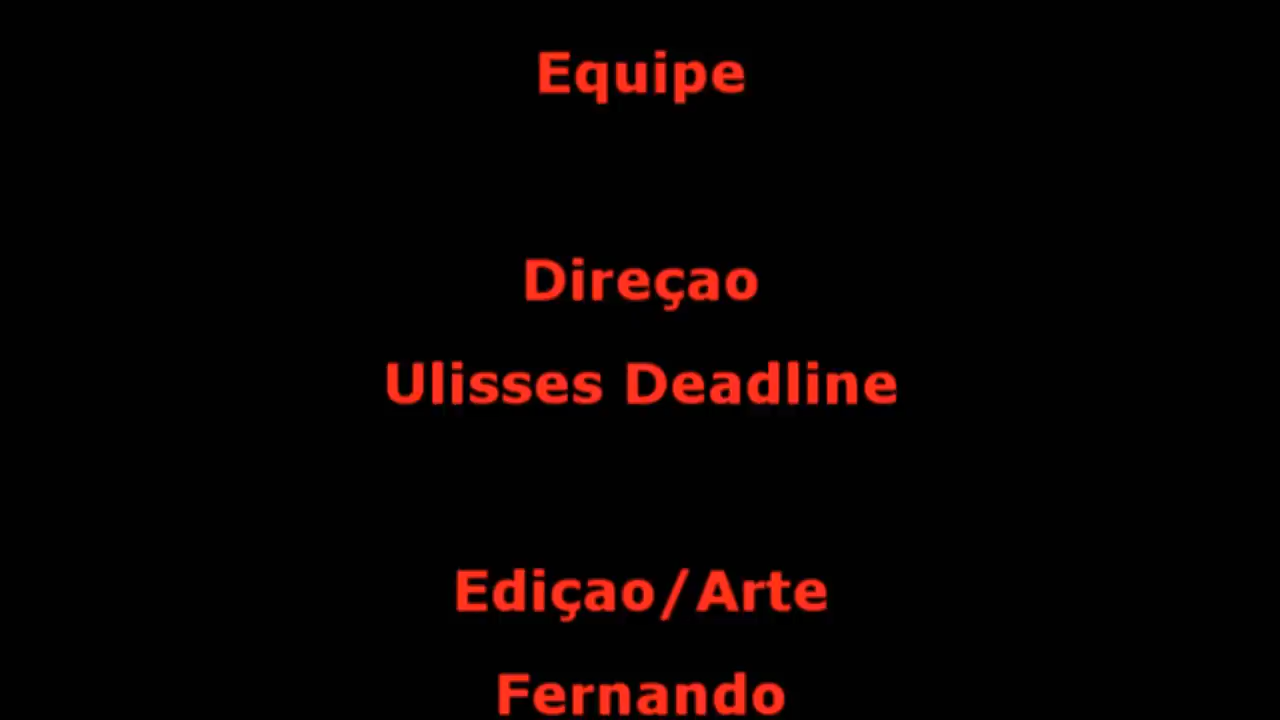 Equipe
Direçao
Ulisses Deadline
Ediçao/Arte
Fernando